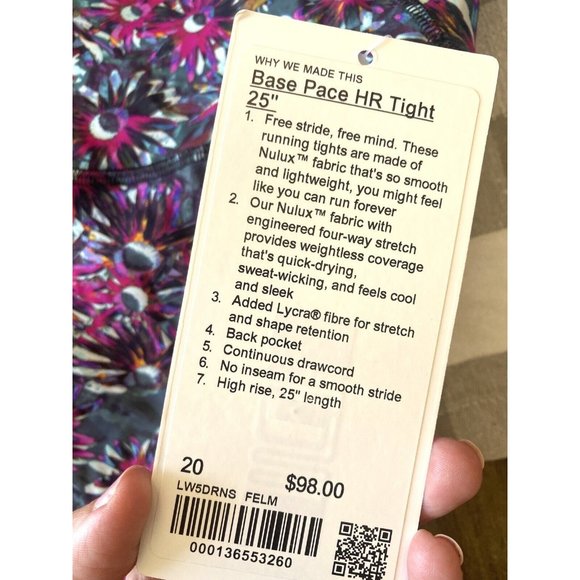 WHY WE MADE THIS
Base Pace HR Tight
25"
1. Free stride, free mind. These
running tights are made of
Nulux™ fabric that's so smooth
and lightweight, you might feel
like you can run forever
2. Our Nulux™ fabric with
engineered four-way stretch
provides weightless coverage
that's quick-drying,
sweat-wicking, and feels cool
and sleek
3. Added Lycra® fibre for stretch
and shape retention
4. Back pocket
5. Continuous drawcord
6. No inseam for a smooth stride
7. High rise, 25" length
20 $98.00
LW5DRNS FELM
000136553260